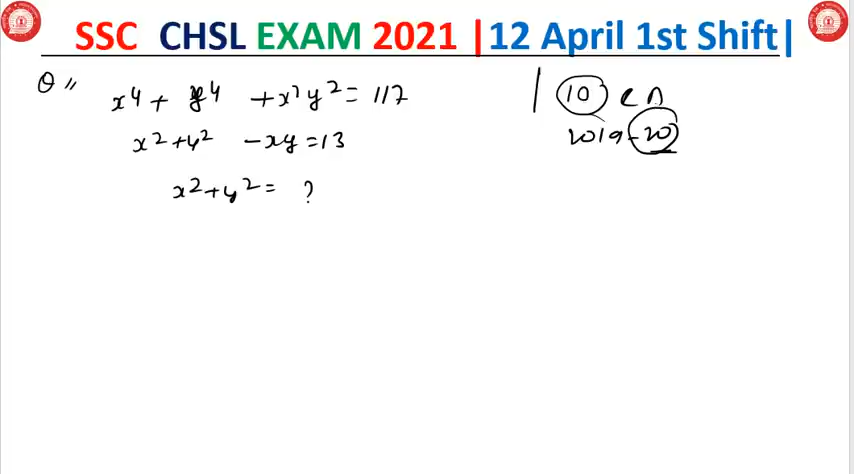 SSC CHSL EXAM 2021 |12 April 1st Shift|
Q" x⁴ + y⁴ + x²y² = 117
x² + y² - xy = 13
x² + y² = ?
10
2019-20